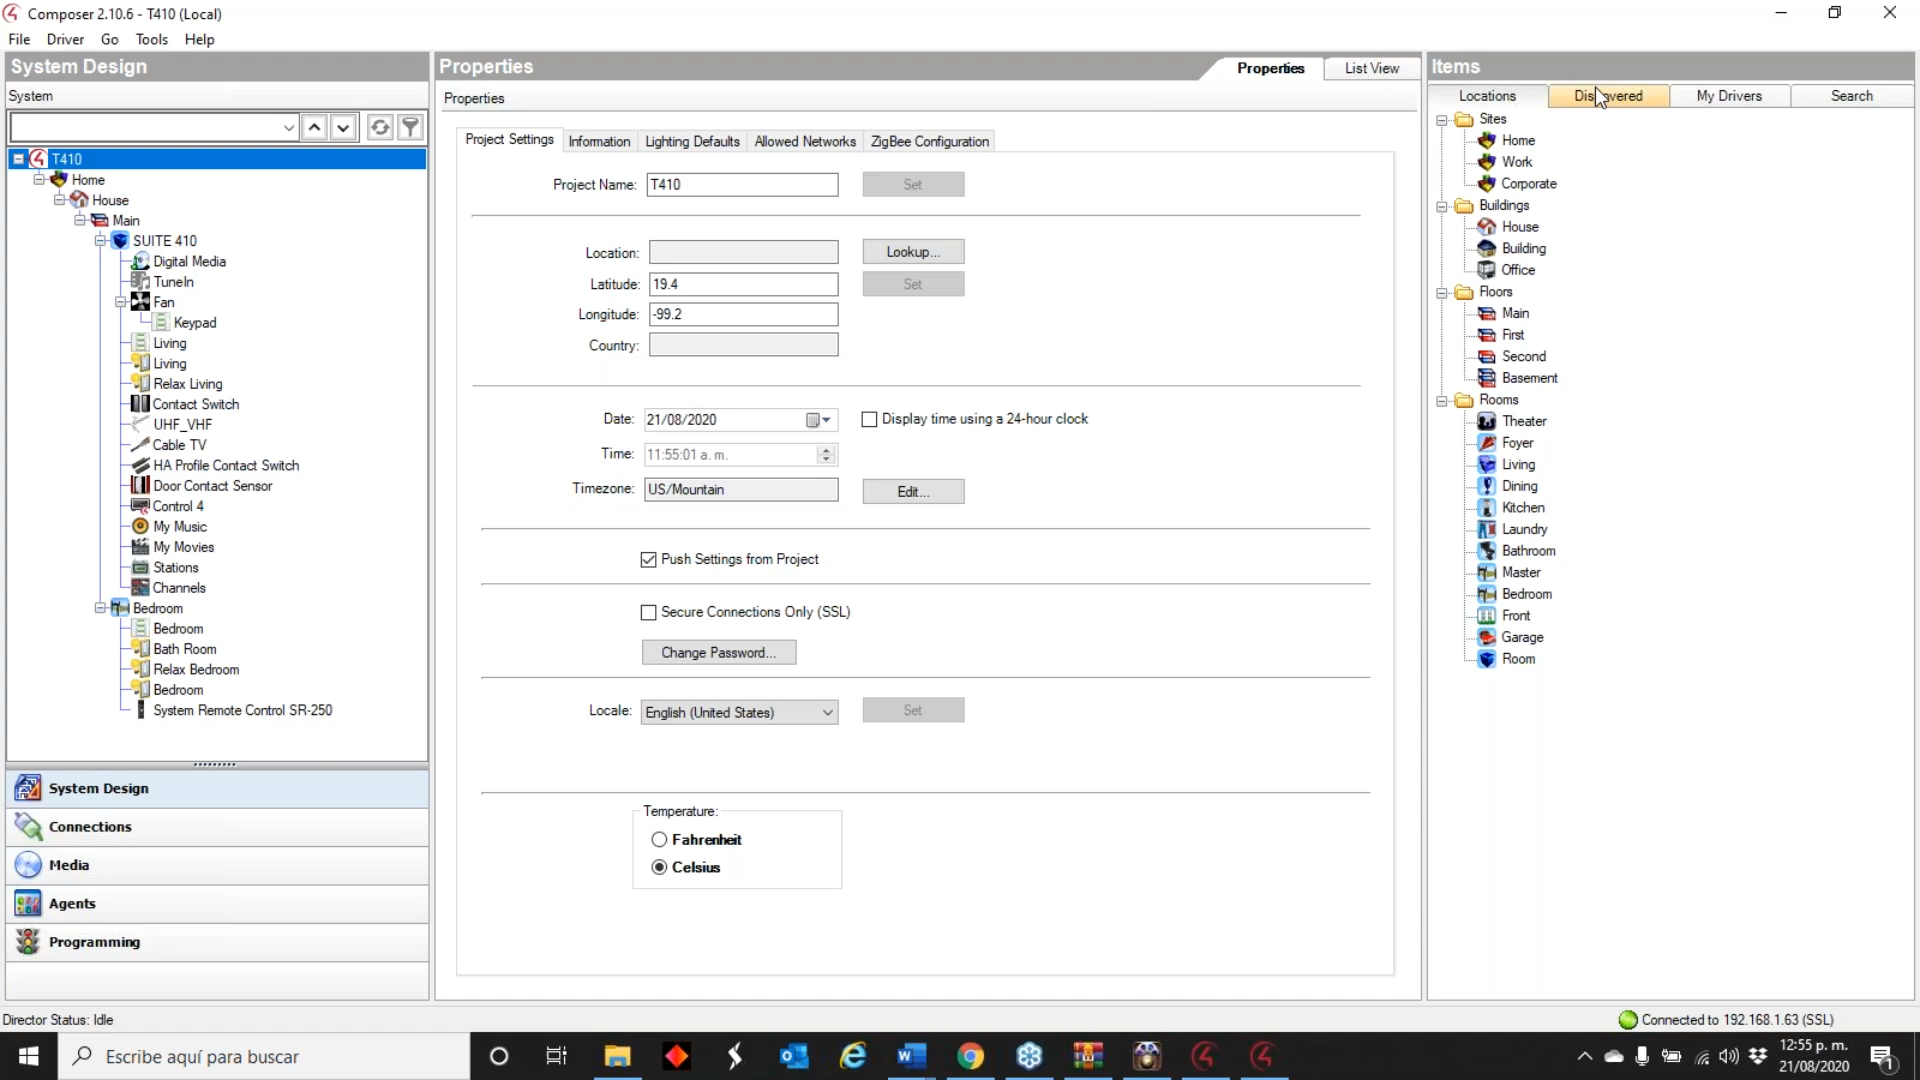 Composer 2.10.6 - T410 (Local)
File Driver Go Tools Help
System Design
System
T410
Home
House
Main
SUITE 410
Digital Media
TuneIn
Fan
Keypad
Living
Living
Relax Living
Contact Switch
UHF_VHF
Cable TV
HA Profile Contact Switch
Door Contact Sensor
Control 4
My Music
My Movies
Stations
Channels
Bedroom
Bedroom
Bath Room
Relax Bedroom
Bedroom
System Remote Control SR-250
System Design
Connections
Media
Agents
Programming
Properties
Properties List View
Properties
Project Settings Information Lighting Defaults Allowed Networks ZigBee Configuration
Project Name: T410 Set
Location: Lookup...
Latitude: 19.4 Set
Longitude: -99.2
Country:
Date: 21/08/2020 Display time using a 24-hour clock
Time: 11:55:01 a. m.
Timezone: US/Mountain Edit...
Push Settings from Project
Secure Connections Only (SSL)
Change Password...
Locale: English (United States) Set
Temperature:
Fahrenheit
Celsius
Items
Locations Discovered My Drivers Search
Sites
Home
Work
Corporate
Buildings
House
Building
Office
Floors
Main
First
Second
Basement
Rooms
Theater
Foyer
Living
Dining
Kitchen
Laundry
Bathroom
Master
Bedroom
Front
Garage
Room
Director Status: Idle
Connected to 192.168.1.63 (SSL)
Escribe aquí para buscar
12:55 p. m.
21/08/2020
1